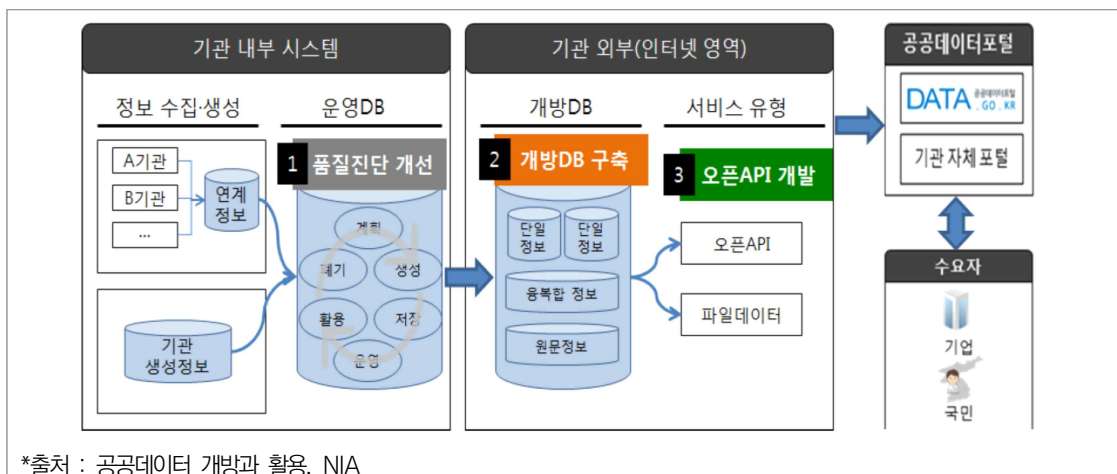 기관 내부 시스템
정보 수집·생성
운영DB
A기관
B기관
...
연계
정보
기관
생성정보
1 품질진단 개선
계획
생성
저장
운영
활용
폐기
기관 외부(인터넷 영역)
개방DB
서비스 유형
2 개방DB 구축
단일
정보
단일
정보
융복합 정보
원문정보
3 오픈API 개발
오픈API
파일데이터
공공데이터포털
DATA 공공데이터포털
.GO.KR
기관 자체 포털
수요자
기업
국민
*출처 : 공공데이터 개방과 활용, NIA